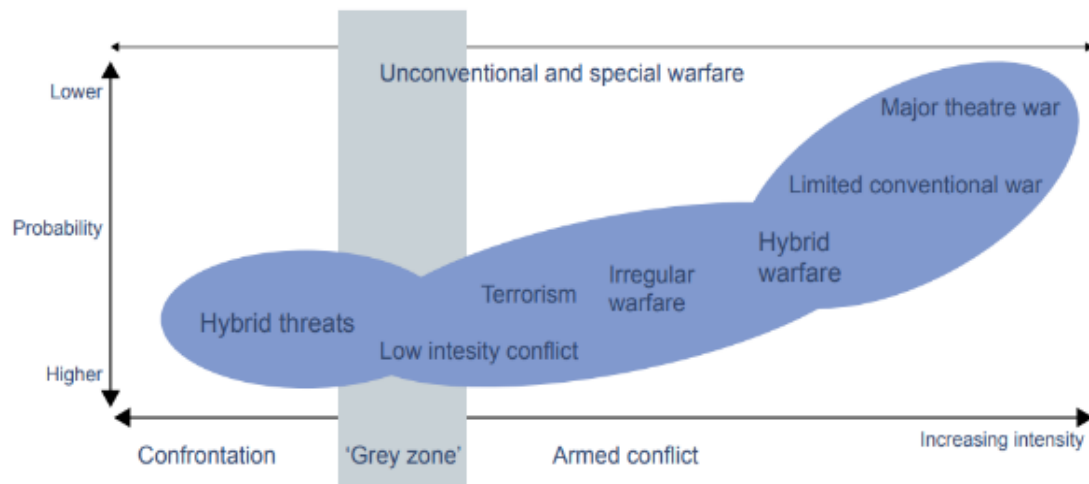 Unconventional and special warfare
Lower
Major theatre war
Limited conventional war
Probability
Hybrid
warfare
Irregular
warfare
Terrorism
Hybrid threats
Low intesity conflict
Higher
Increasing intensity
Confrontation
‘Grey zone’
Armed conflict